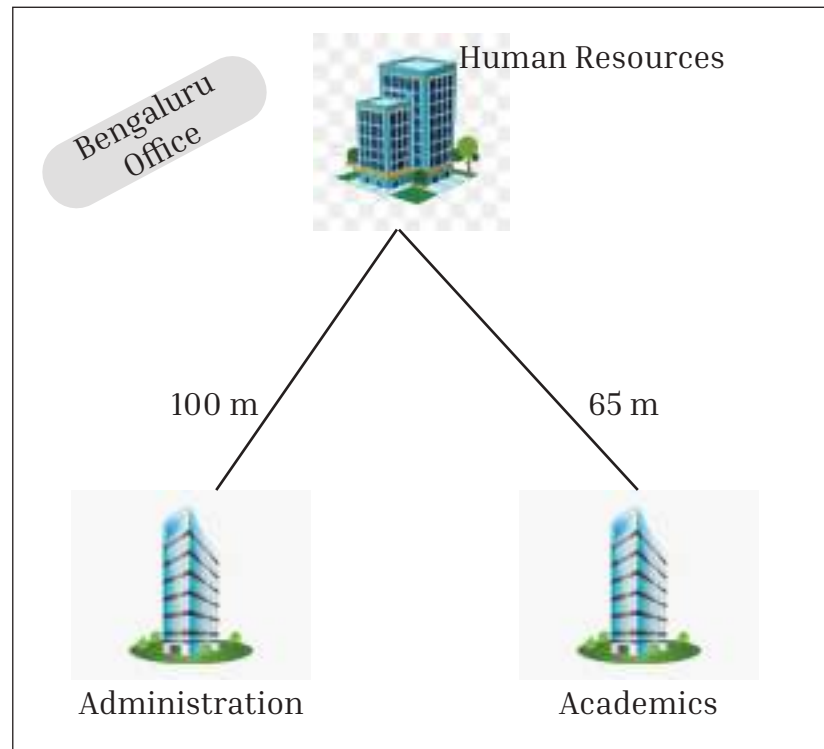 Human Resources
Bengaluru
Office
100 m
65 m
Administration
Academics